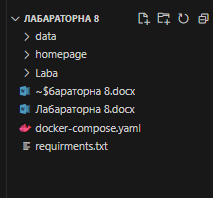 ЛАБАРАТОРНА 8
data
homepage
Laba
~$бараторна 8.docx
Лабараторна 8.docx
docker-compose.yaml
requirments.txt